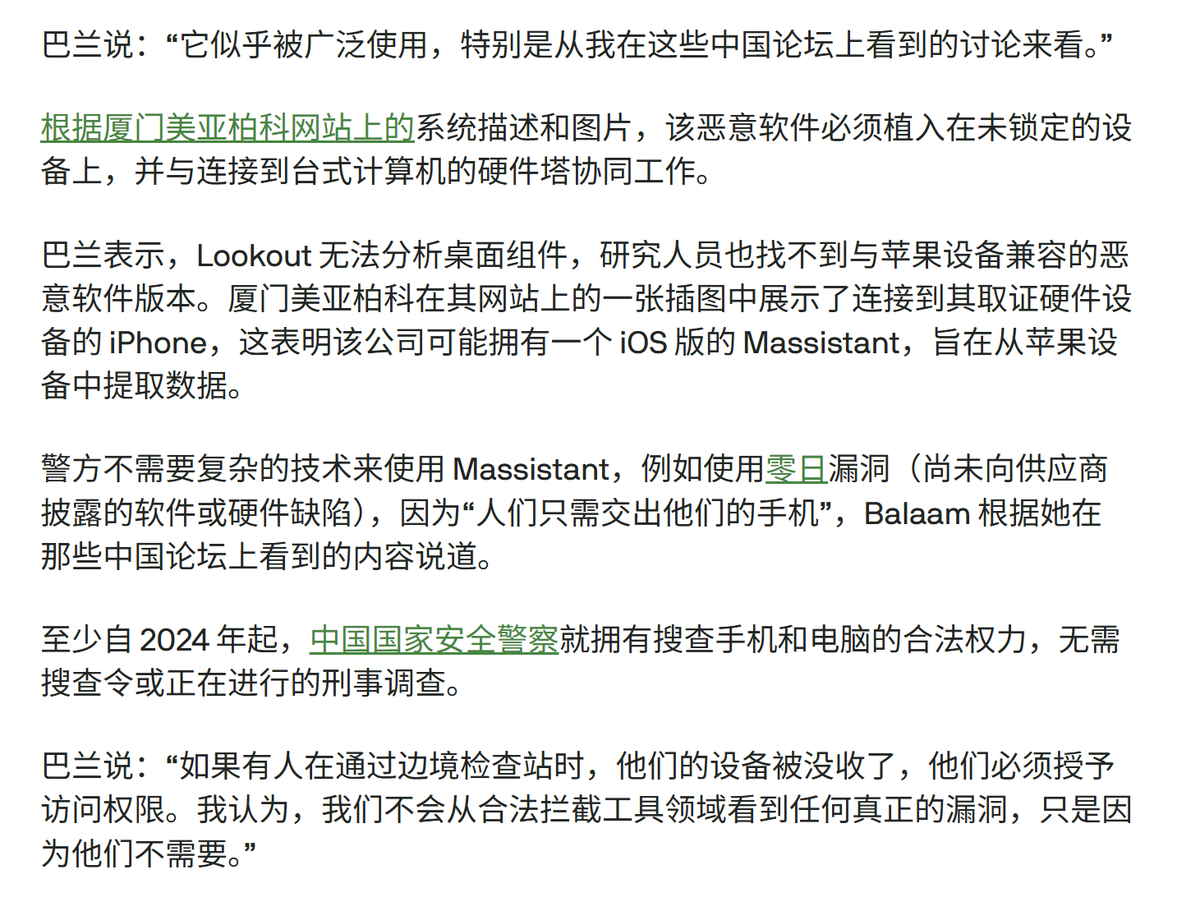 巴兰说：“它似乎被广泛使用，特别是从我在这些中国论坛上看到的讨论来看。”
根据厦门美亚柏科网站上的系统描述和图片，该恶意软件必须植入在未锁定的设
备上，并与连接到台式计算机的硬件塔协同工作。
巴兰表示，Lookout 无法分析桌面组件，研究人员也找不到与苹果设备兼容的恶
意软件版本。厦门美亚柏科在其网站上的一张插图中展示了连接到其取证硬件设
备的 iPhone，这表明该公司可能拥有一个 iOS 版的 Massistant，旨在从苹果设
备中提取数据。
警方不需要复杂的技术来使用 Massistant，例如使用零日漏洞（尚未向供应商
披露的软件或硬件缺陷），因为“人们只需交出他们的手机”，Balaam 根据她在
那些中国论坛上看到的内容说道。
至少自 2024 年起，中国国家安全警察就拥有搜查手机和电脑的合法权力，无需
搜查令或正在进行的刑事调查。
巴兰说：“如果有人在通过边境检查站时，他们的设备被没收了，他们必须授予
访问权限。我认为，我们不会从合法拦截工具领域看到任何真正的漏洞，只是因
为他们不需要。”